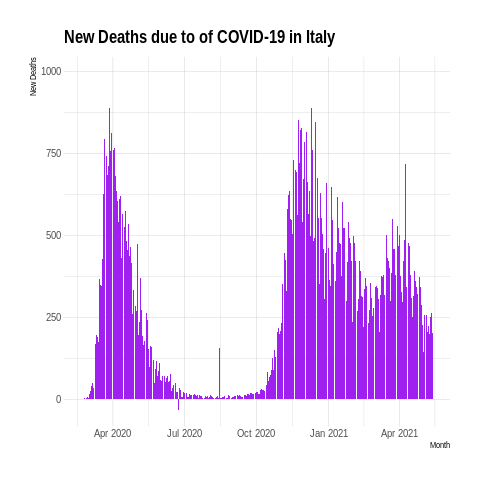 New Deaths due to of COVID-19 in Italy
New Deaths
1000
750
500
250
0
Apr 2020
Jul 2020
Oct 2020
Jan 2021
Apr 2021
Month